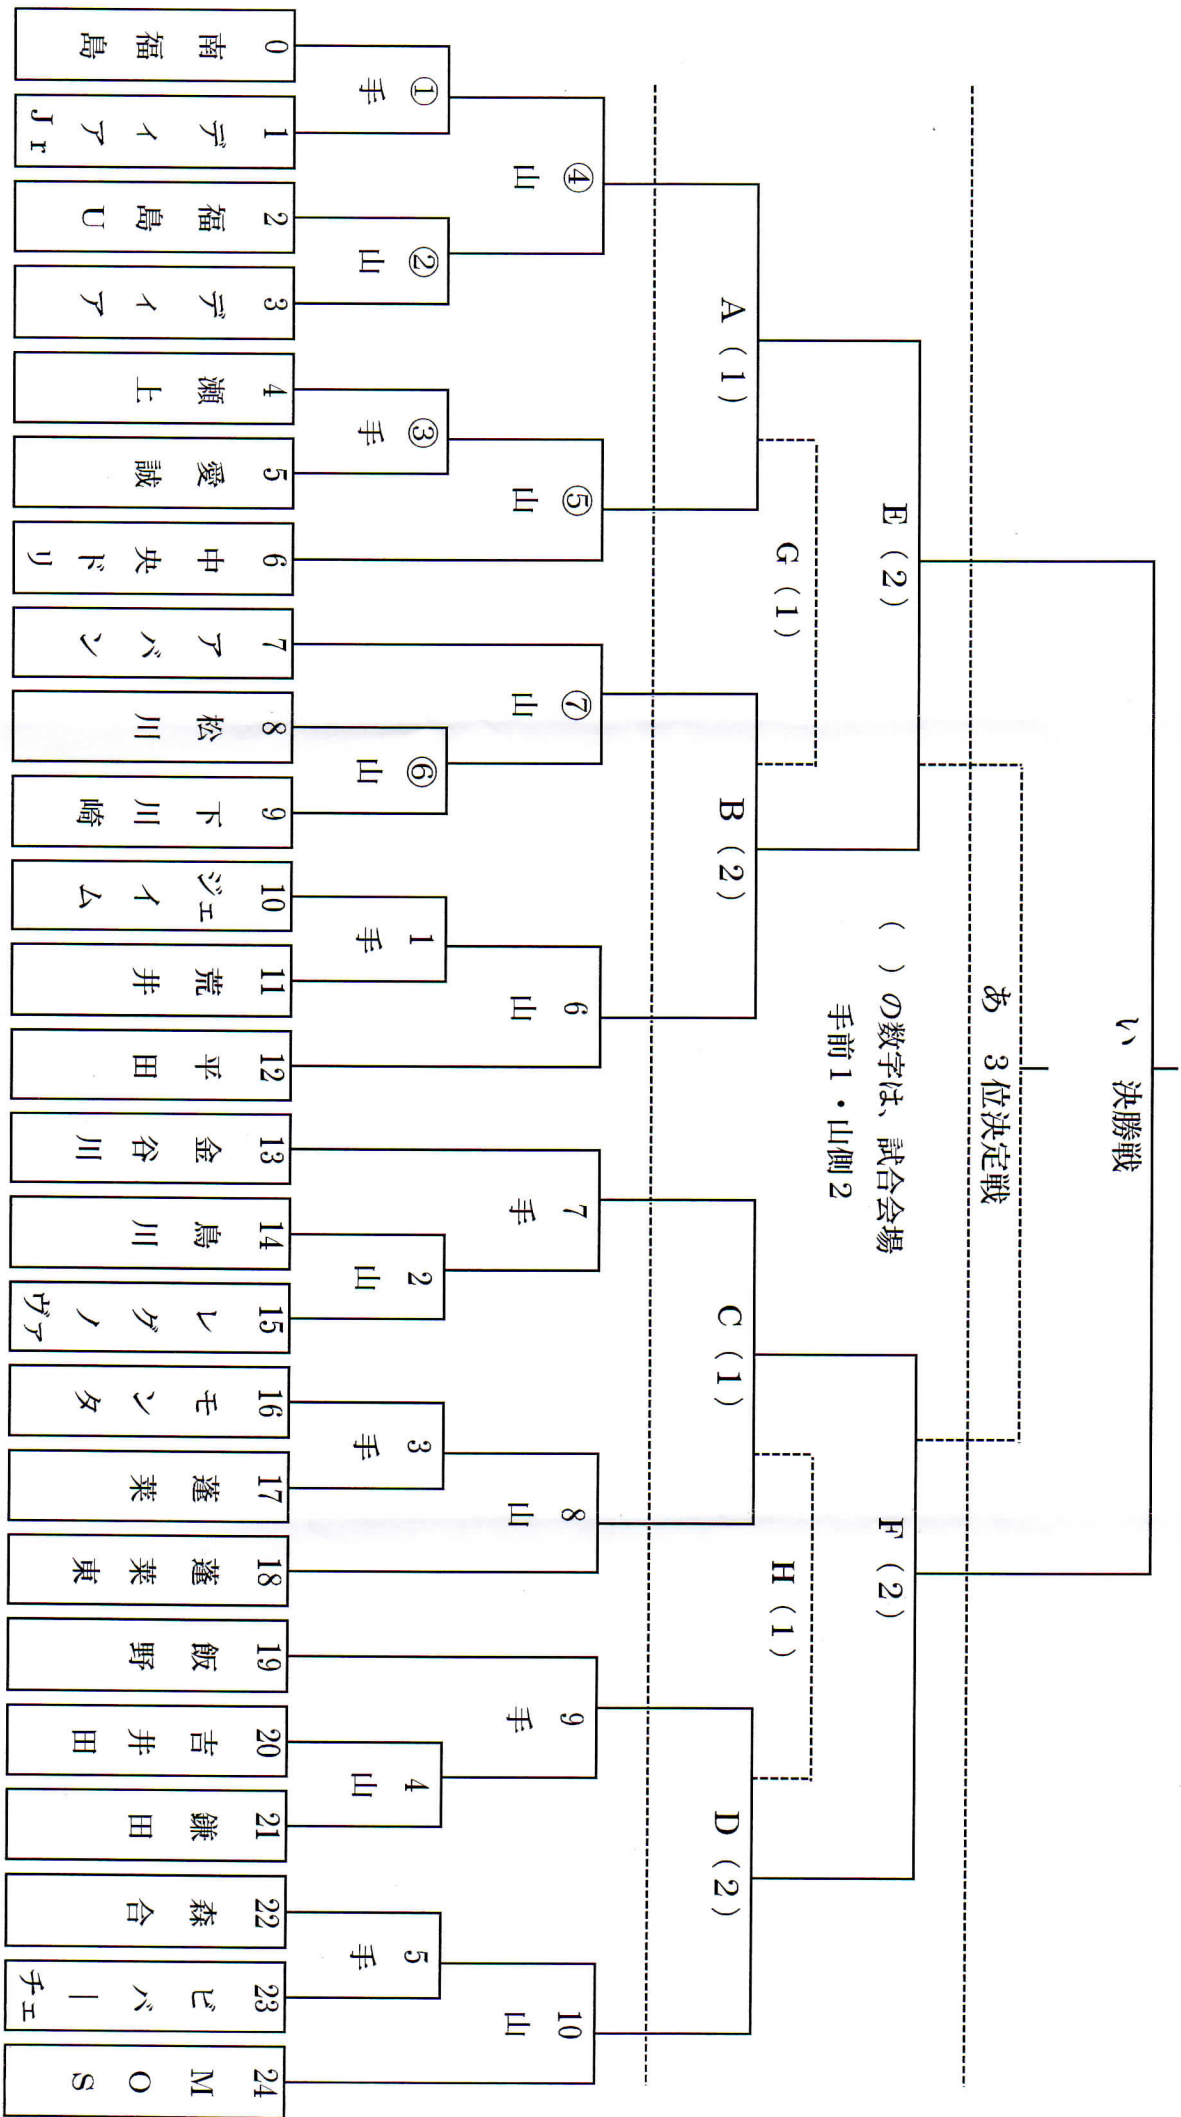 い　決勝戦
あ　3位決定戦
（　）の数字は、試合会場
手前1・山側2
E（2）
F（2）
G（1）
H（1）
A（1）
B（2）
C（1）
D（2）
④ 山
⑤ 山
⑦ 山
6 山
7 手
8 山
9 手
10 山
① 手
② 山
③ 手
⑥ 山
1 手
2 山
3 手
4 山
5 手
0 南福島
1 ディアJr
2 福島U
3 ディア
4 瀬上
5 愛誠
6 中央ドリ
7 アバン
8 松川
9 下川崎
10 ジェイム
11 荒井
12 平田
13 金谷川
14 鳥川
15 レグノヴァ
16 モンタ
17 蓬莱
18 蓬莱東
19 飯野
20 吉井田
21 鎌田
22 森合
23 ビバーチェ
24 MOS